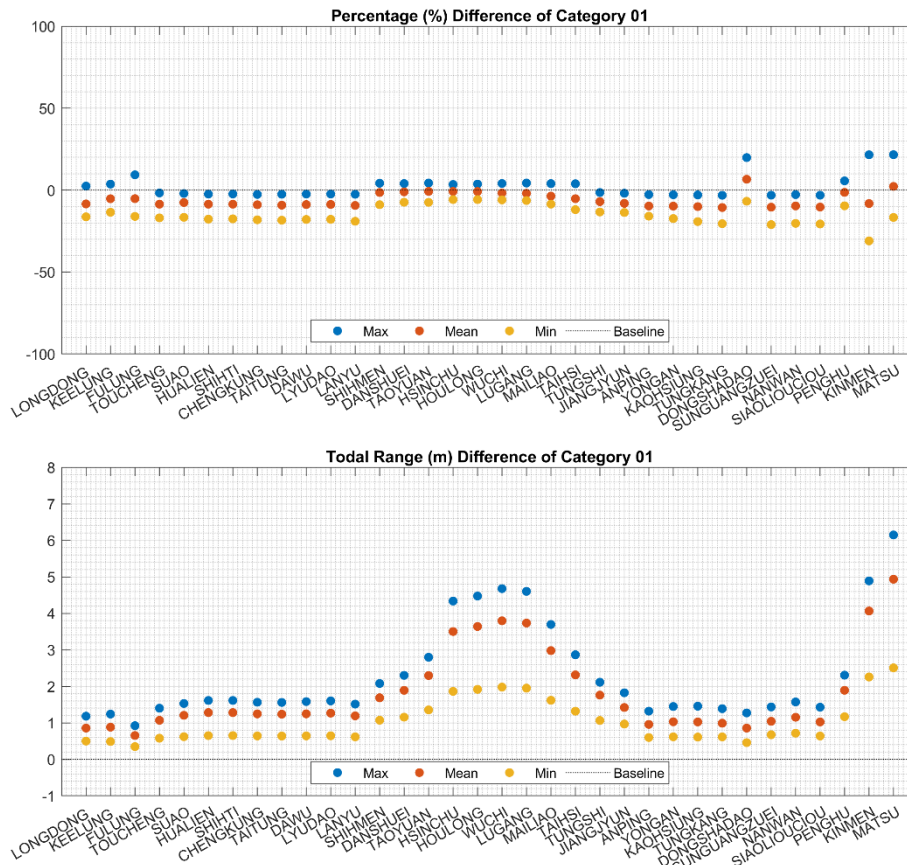 Percentage (%) Difference of Category 01
100
50
0
-50
-100
Max Mean Min Baseline
LONGDONG
KEELUNG
FULUNG
TOUCHENG
SUAO
HUALIEN
SHIHTI
CHENGKUNG
TAITUNG
DAWU
LYUDAO
LANYU
SHIHMEN
DANSHUEI
TAOYUAN
HSINCHU
HOULONG
WUCHI
LUGANG
MAILIAO
TAIHSI
TUNGSHI
JIANGJYUN
ANPING
YONGAN
KAOHSIUNG
TUNGKANG
DONGSHADAO
SUNGUANGZUEI
NANWAN
SIAOLIOUCIOU
PENGHU
KINMEN
MATSU
Todal Range (m) Difference of Category 01
8
7
6
5
4
3
2
1
0
-1
Max Mean Min Baseline
LONGDONG
KEELUNG
FULUNG
TOUCHENG
SUAO
HUALIEN
SHIHTI
CHENGKUNG
TAITUNG
DAWU
LYUDAO
LANYU
SHIHMEN
DANSHUEI
TAOYUAN
HSINCHU
HOULONG
WUCHI
LUGANG
MAILIAO
TAIHSI
TUNGSHI
JIANGJYUN
ANPING
YONGAN
KAOHSIUNG
TUNGKANG
DONGSHADAO
SUNGUANGZUEI
NANWAN
SIAOLIOUCIOU
PENGHU
KINMEN
MATSU